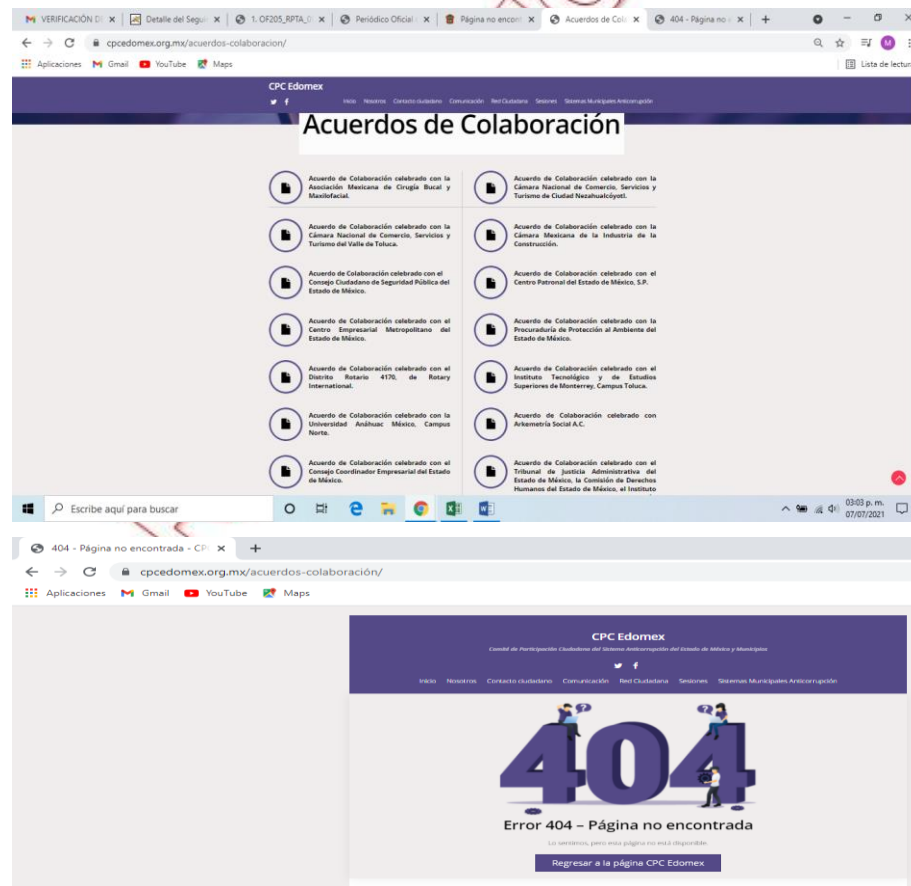 VERIFICACIÓN DE
Detalle del Segui
1. OF205_RPTA_
Periódico Oficial
Página no encon
Acuerdos de Col
404 - Página no
cpcedomex.org.mx/acuerdos-colaboracion/
Aplicaciones Gmail YouTube Maps Lista de lectur
CPC Edomex
Inicio Nosotros Contacto ciudadano Comunicación Red Ciudadana Sesiones Sistemas Municipales Anticorrupción
Acuerdos de Colaboración
Acuerdo de Colaboración celebrado con la
Asociación Mexicana de Cirugía Bucal y
Maxilofacial.
Acuerdo de Colaboración celebrado con la
Cámara Nacional de Comercio, Servicios y
Turismo de Ciudad Nezahualcóyotl.
Acuerdo de Colaboración celebrado con la
Cámara Nacional de Comercio, Servicios y
Turismo del Valle de Toluca.
Acuerdo de Colaboración celebrado con la
Cámara Mexicana de la Industria de la
Construcción.
Acuerdo de Colaboración celebrado con el
Consejo Ciudadano de Seguridad Pública del
Estado de México.
Acuerdo de Colaboración celebrado con el
Centro Patronal del Estado de México, S.P.
Acuerdo de Colaboración celebrado con el
Centro Empresarial Metropolitano del
Estado de México.
Acuerdo de Colaboración celebrado con la
Procuraduría de Protección al Ambiente del
Estado de México.
Acuerdo de Colaboración celebrado con el
Distrito Rotario 4170, de Rotary
International.
Acuerdo de Colaboración celebrado con el
Instituto Tecnológico y de Estudios
Superiores de Monterrey, Campus Toluca.
Acuerdo de Colaboración celebrado con la
Universidad Anáhuac México, Campus
Norte.
Acuerdo de Colaboración celebrado con
Arkemetría Social A.C.
Acuerdo de Colaboración celebrado con el
Consejo Coordinador Empresarial del Estado
de México.
Acuerdo de Colaboración celebrado con el
Tribunal de Justicia Administrativa del
Estado de México, la Comisión de Derechos
Humanos del Estado de México, el Instituto
Escribe aquí para buscar
03:03 p. m.
07/07/2021
404 - Página no encontrada - CP
cpcedomex.org.mx/acuerdos-colaboración/
Aplicaciones Gmail YouTube Maps
CPC Edomex
Comité de Participación Ciudadana del Sistema Anticorrupción del Estado de México y Municipios
Inicio Nosotros Contacto ciudadano Comunicación Red Ciudadana Sesiones Sistemas Municipales Anticorrupción
404
Error 404 – Página no encontrada
Lo sentimos, pero esta página no está disponible.
Regresar a la página CPC Edomex